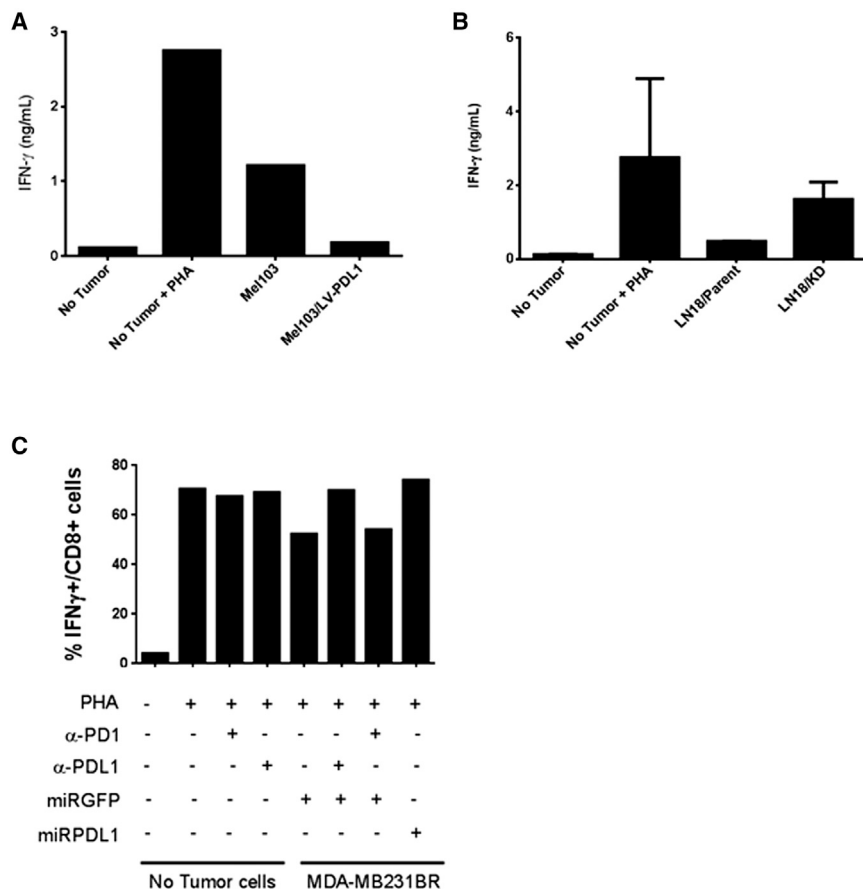 A
IFN-γ (ng/mL)
3
2
1
0
No Tumor
No Tumor + PHA
Mel103
Mel103/LV-PDL1
B
IFN-γ (ng/mL)
6
4
2
0
No Tumor
No Tumor + PHA
LN18/Parent
LN18/KD
C
% IFNγ+/CD8+ cells
80
60
40
20
0
PHA - + + + + + + +
α-PD1 - - + - - - + -
α-PDL1 - - - + - + - -
miRGFP - - - - + + + -
miRPDL1 - - - - - - - +
No Tumor cells MDA-MB231BR